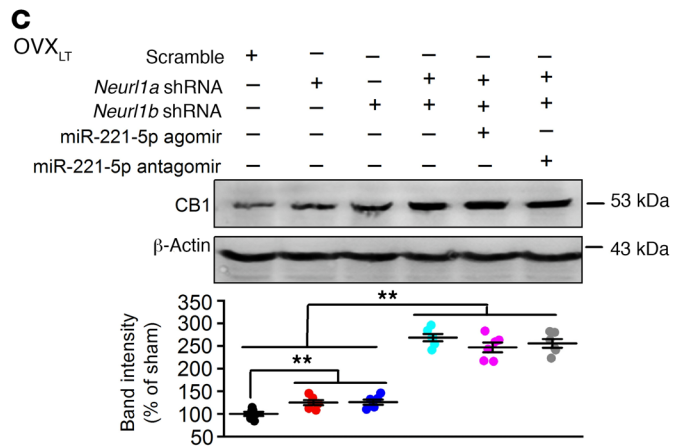 C
OVX_LT
Scramble + − − − − −
Neurl1a shRNA − + − + + +
Neurl1b shRNA − − + + + +
miR-221-5p agomir − − − − + −
miR-221-5p antagomir − − − − − +
CB1 53 kDa
β-Actin 43 kDa
Band intensity
(% of sham)
350
300
250
200
150
100
50
**
**